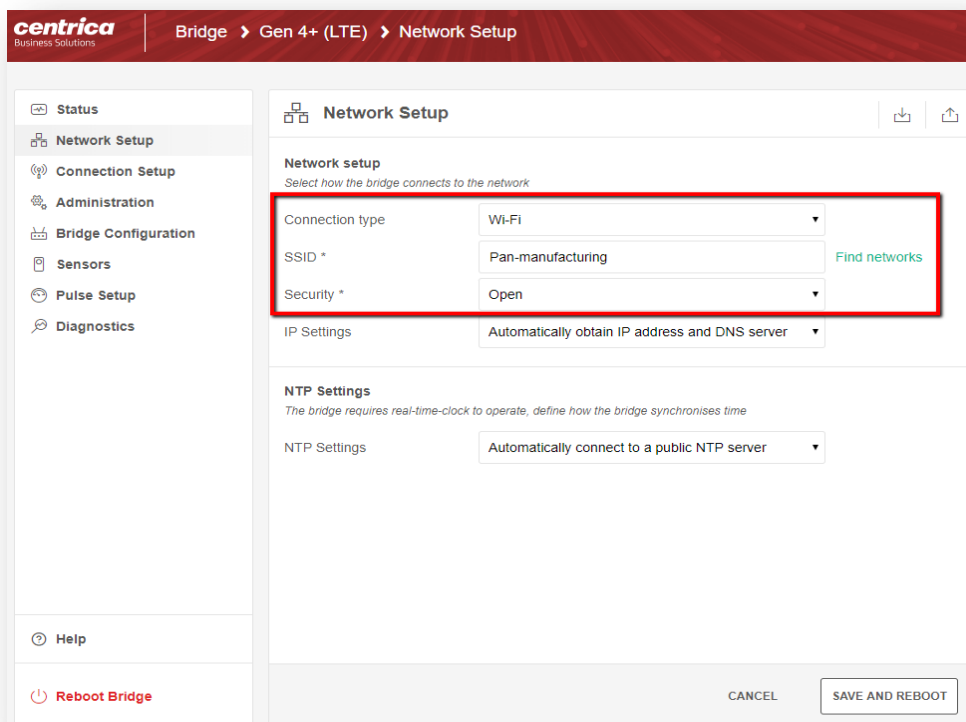 centrica
Business Solutions
Bridge > Gen 4+ (LTE) > Network Setup
Status
Network Setup
Connection Setup
Administration
Bridge Configuration
Sensors
Pulse Setup
Diagnostics
Help
Reboot Bridge
Network Setup
Network setup
Select how the bridge connects to the network
Connection type Wi-Fi
SSID * Pan-manufacturing Find networks
Security * Open
IP Settings Automatically obtain IP address and DNS server
NTP Settings
The bridge requires real-time-clock to operate, define how the bridge synchronises time
NTP Settings Automatically connect to a public NTP server
CANCEL SAVE AND REBOOT